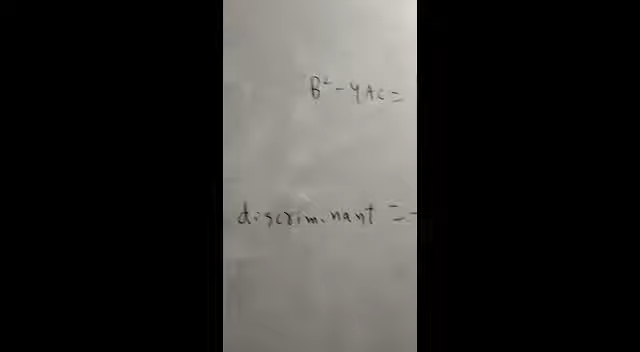 B² - 4AC =
discriminant = -